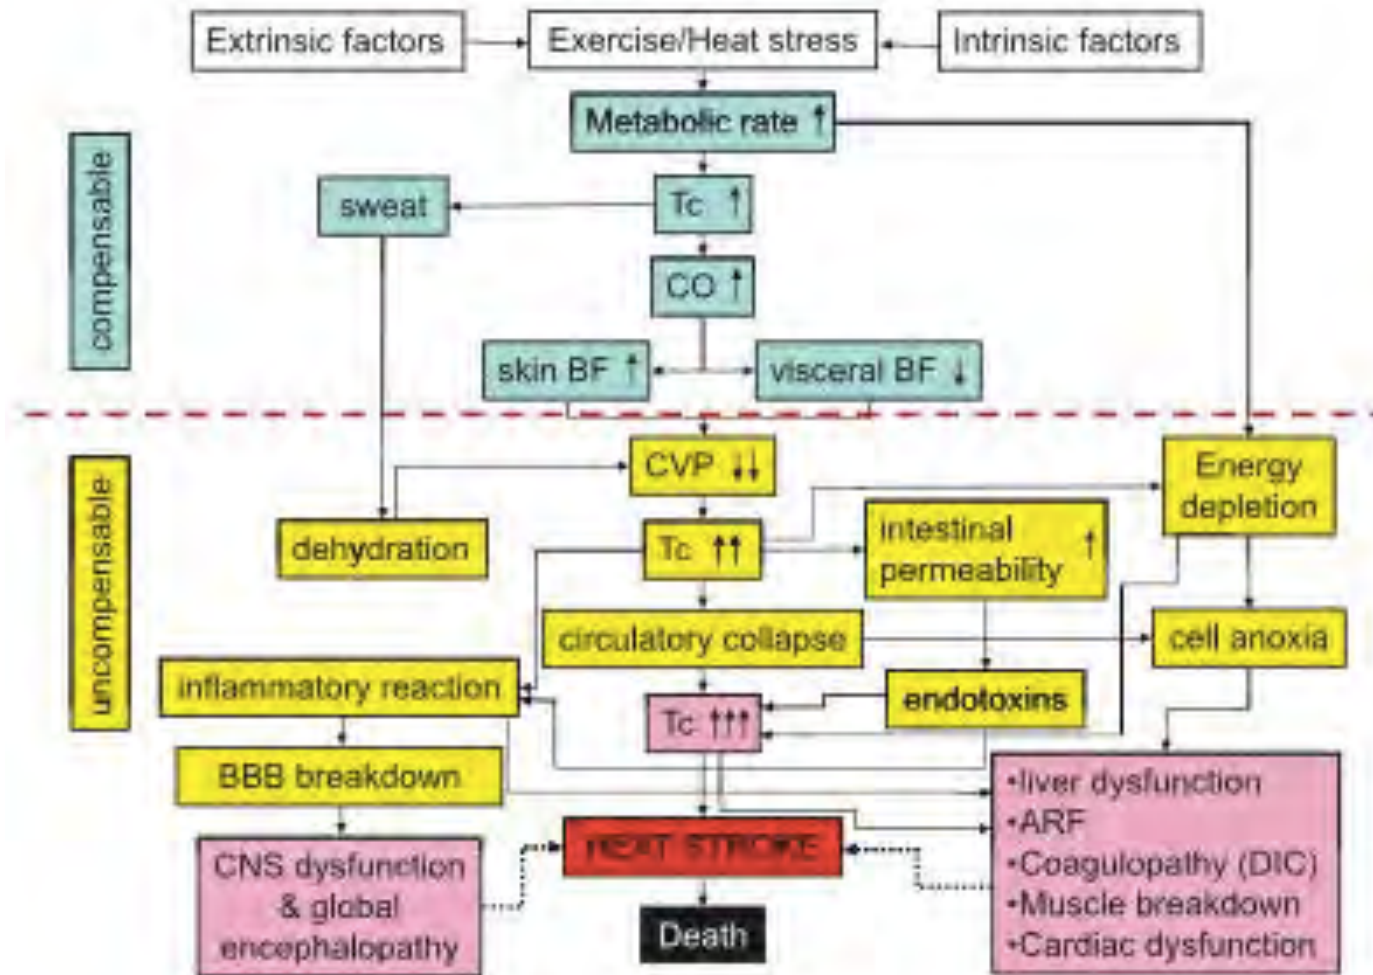 Extrinsic factors
Exercise/Heat stress
Intrinsic factors
Metabolic rate ↑
compensable
sweat
Tc ↑
CO ↑
skin BF ↑
visceral BF ↓
uncompensable
CVP ↓↓
Energy
depletion
dehydration
Tc ↑↑
intestinal ↑
permeability
circulatory collapse
cell anoxia
inflammatory reaction
endotoxins
Tc ↑↑↑
BBB breakdown
•liver dysfunction
•ARF
•Coagulopathy (DIC)
•Muscle breakdown
•Cardiac dysfunction
HEAT STROKE
CNS dysfunction
& global
encephalopathy
Death